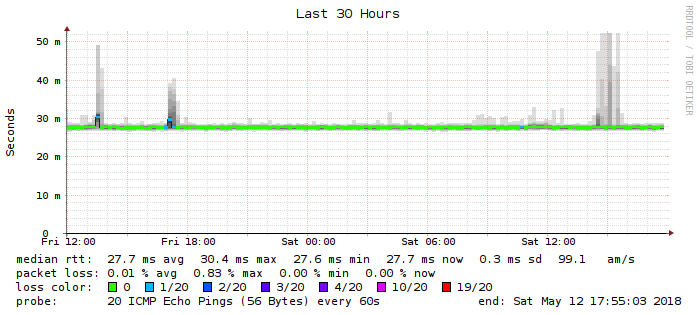 Last 30 Hours
RRDTOOL / TOBI OETIKER
Seconds
50 m
40 m
30 m
20 m
10 m
0
Fri 12:00 Fri 18:00 Sat 00:00 Sat 06:00 Sat 12:00
median rtt: 27.7 ms avg 30.4 ms max 27.6 ms min 27.7 ms now 0.3 ms sd 99.1 am/s
packet loss: 0.01 % avg 0.83 % max 0.00 % min 0.00 % now
loss color: 0 1/20 2/20 3/20 4/20 10/20 19/20
probe: 20 ICMP Echo Pings (56 Bytes) every 60s end: Sat May 12 17:55:03 2018